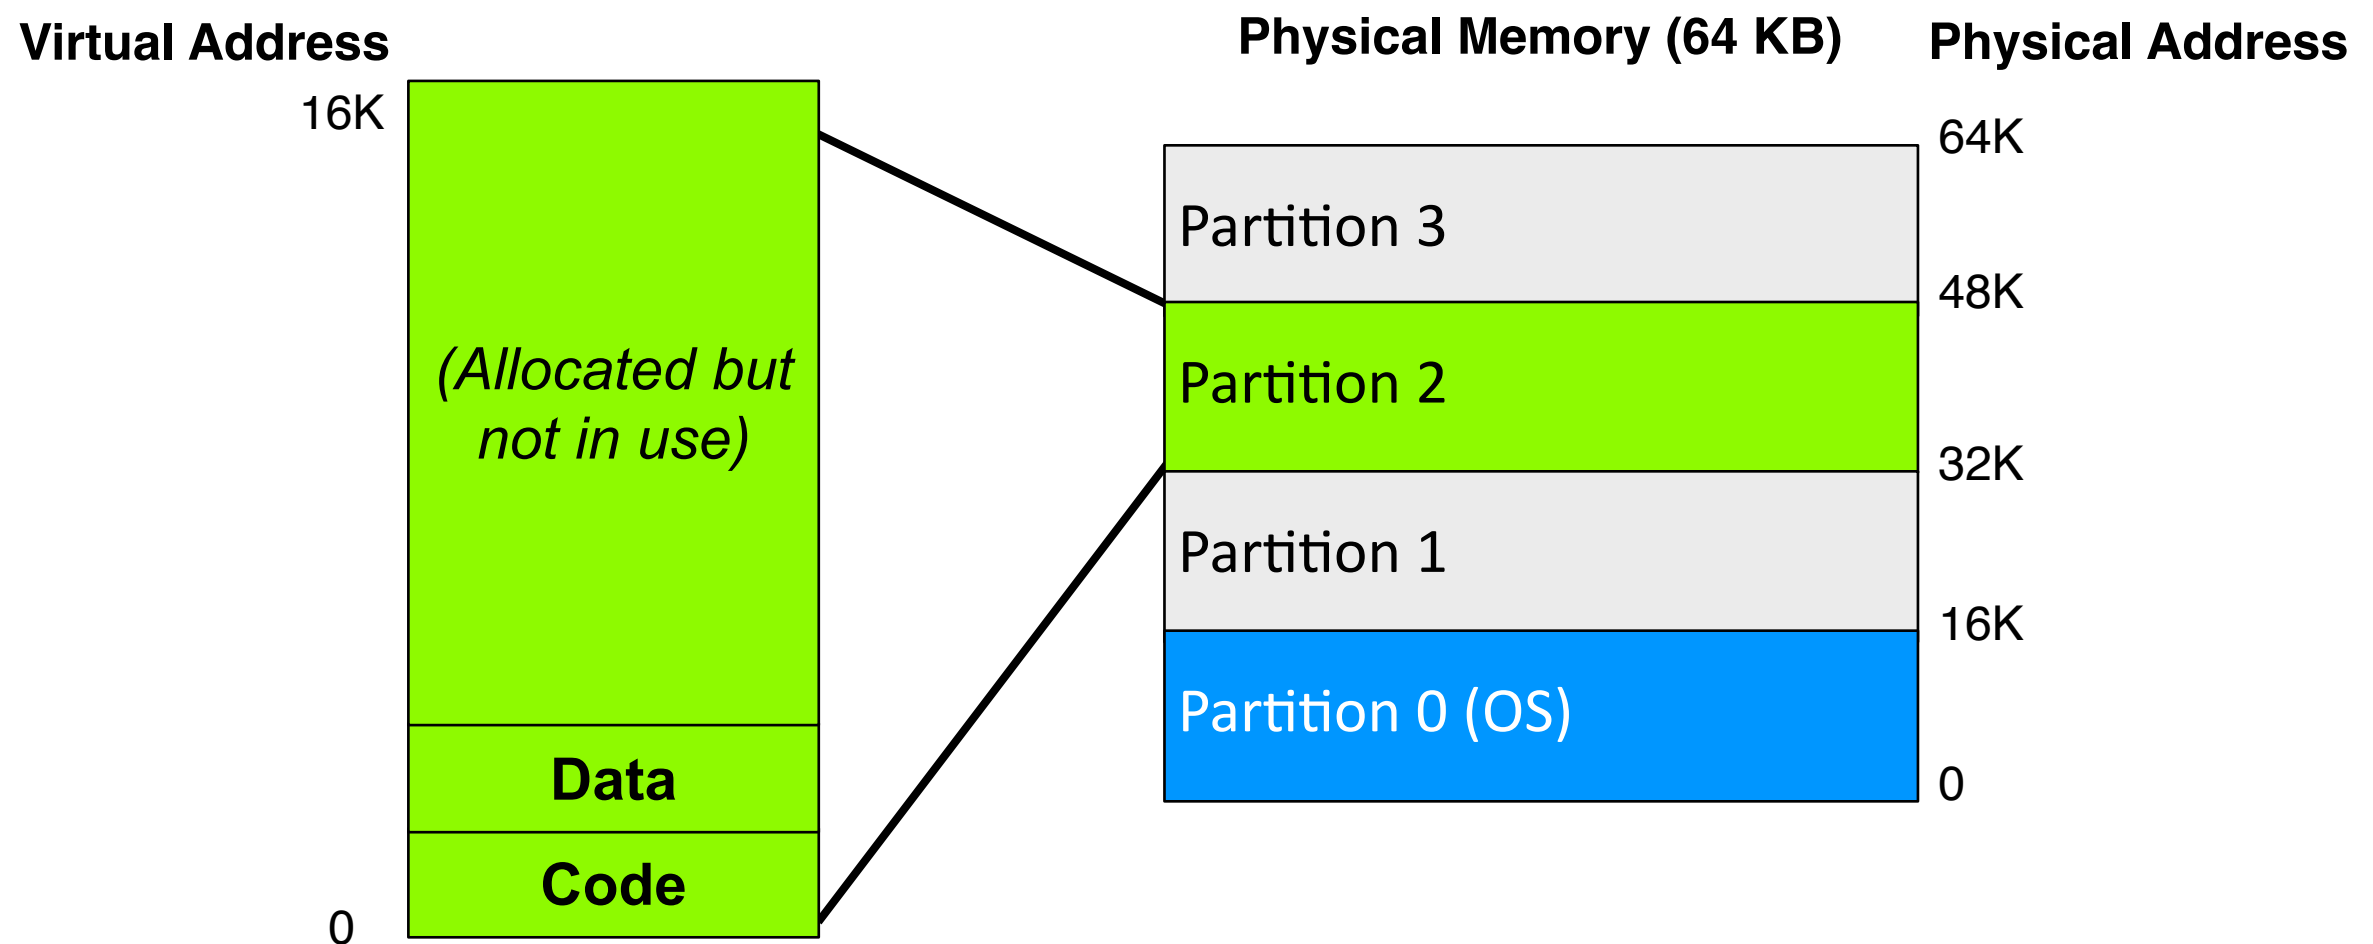 Virtual Address
Physical Memory (64 KB)
Physical Address
16K
(Allocated but
not in use)
Data
Code
0
64K
Partition 3
48K
Partition 2
32K
Partition 1
16K
Partition 0 (OS)
0